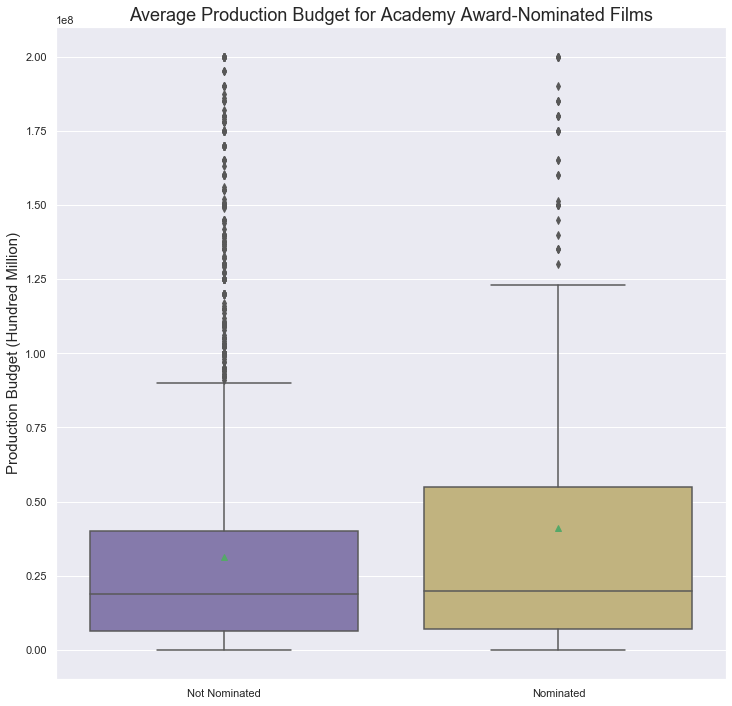 Average Production Budget for Academy Award-Nominated Films
1e8
2.00
1.75
1.50
1.25
1.00
0.75
0.50
0.25
0.00
Production Budget (Hundred Million)
Not Nominated
Nominated